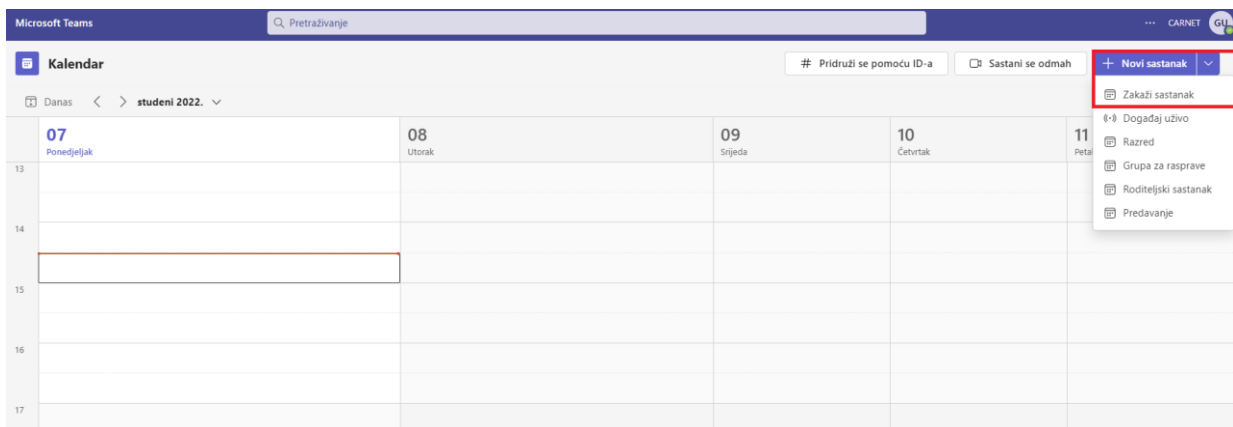 Microsoft Teams
Pretraživanje
... CARNET GU
Kalendar
# Pridruži se pomoću ID-a
Sastani se odmah
+ Novi sastanak
Danas < > studeni 2022.
Zakaži sastanak
Događaj uživo
Razred
Grupa za rasprave
Roditeljski sastanak
Predavanje
07
Ponedjeljak
08
Utorak
09
Srijeda
10
Četvrtak
11
13
14
15
16
17